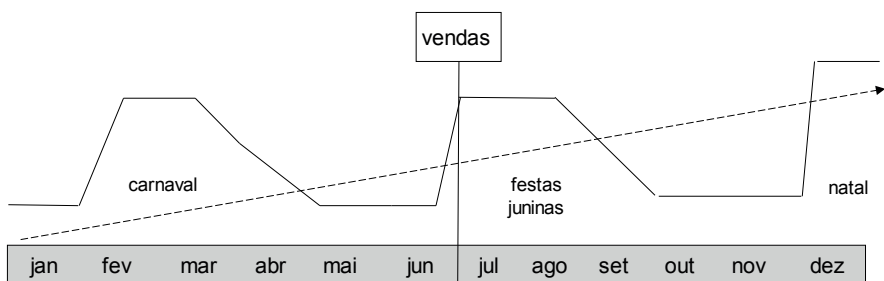 vendas
carnaval
festas
juninas
natal
jan fev mar abr mai jun jul ago set out nov dez